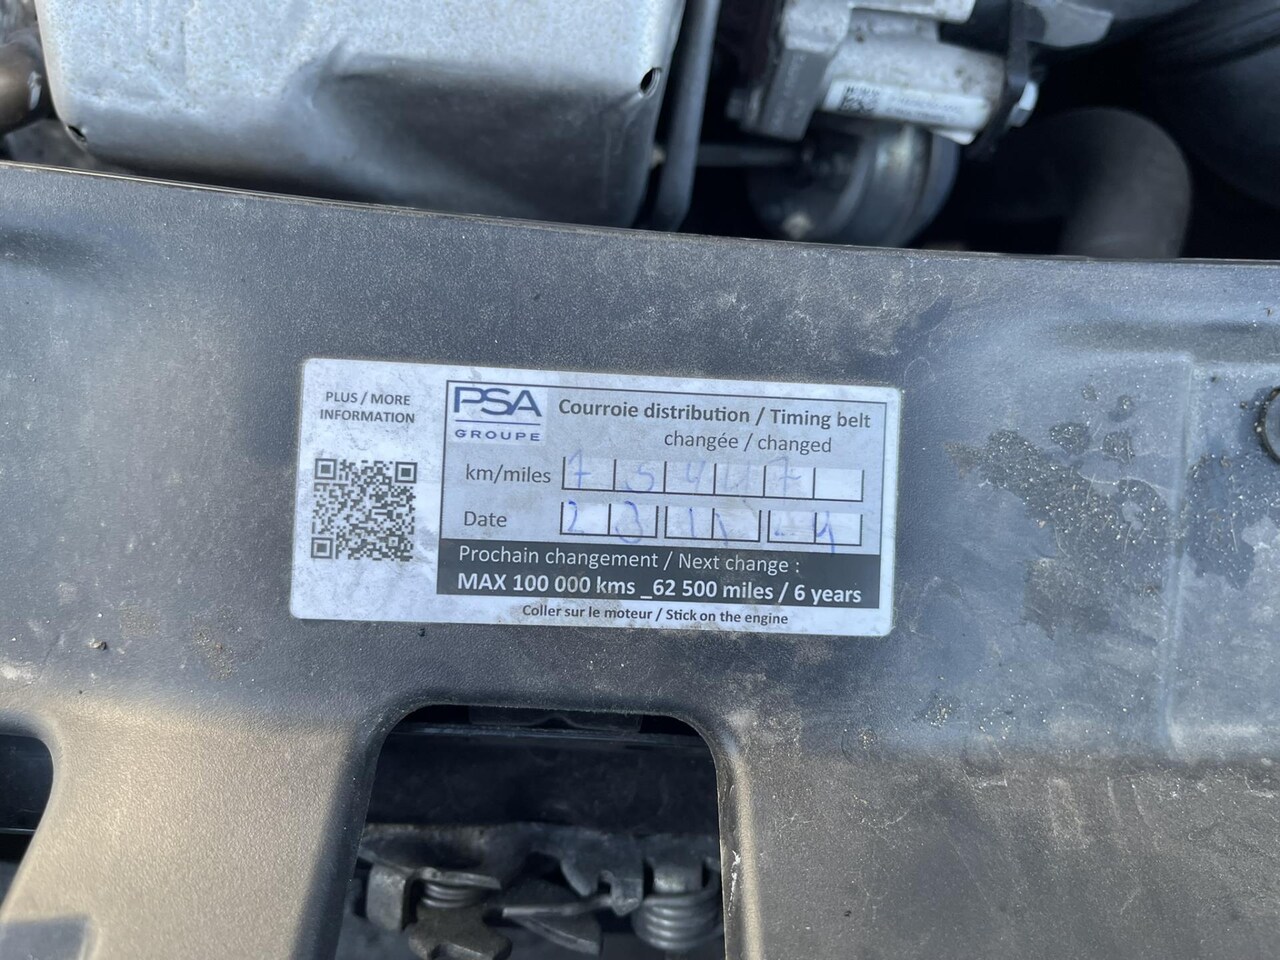 PLUS / MORE
INFORMATION
PSA
GROUPE
Courroie distribution / Timing belt
changée / changed
km/miles 7 5 4 4 7
Date 2 3 1 1 2 4
Prochain changement / Next change :
MAX 100 000 kms _62 500 miles / 6 years
Coller sur le moteur / Stick on the engine